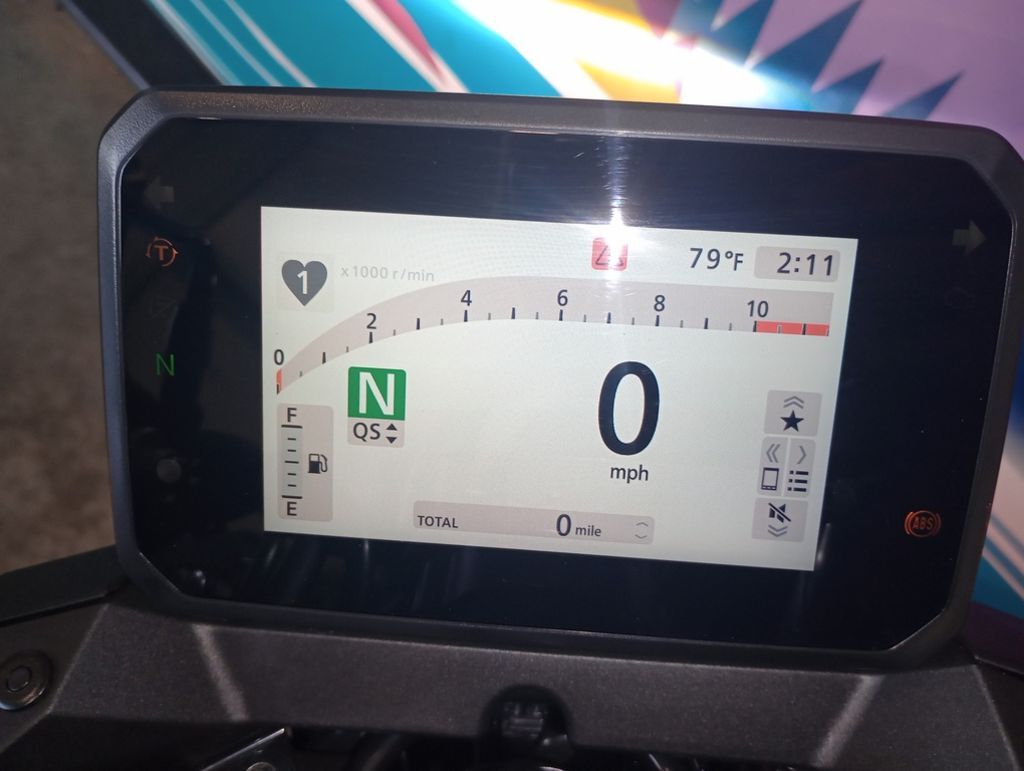 79°F 2:11
1 x1000 r/min
0 2 4 6 8 10
T
N
N
QS
0
mph
F
E
TOTAL 0 mile
ABS